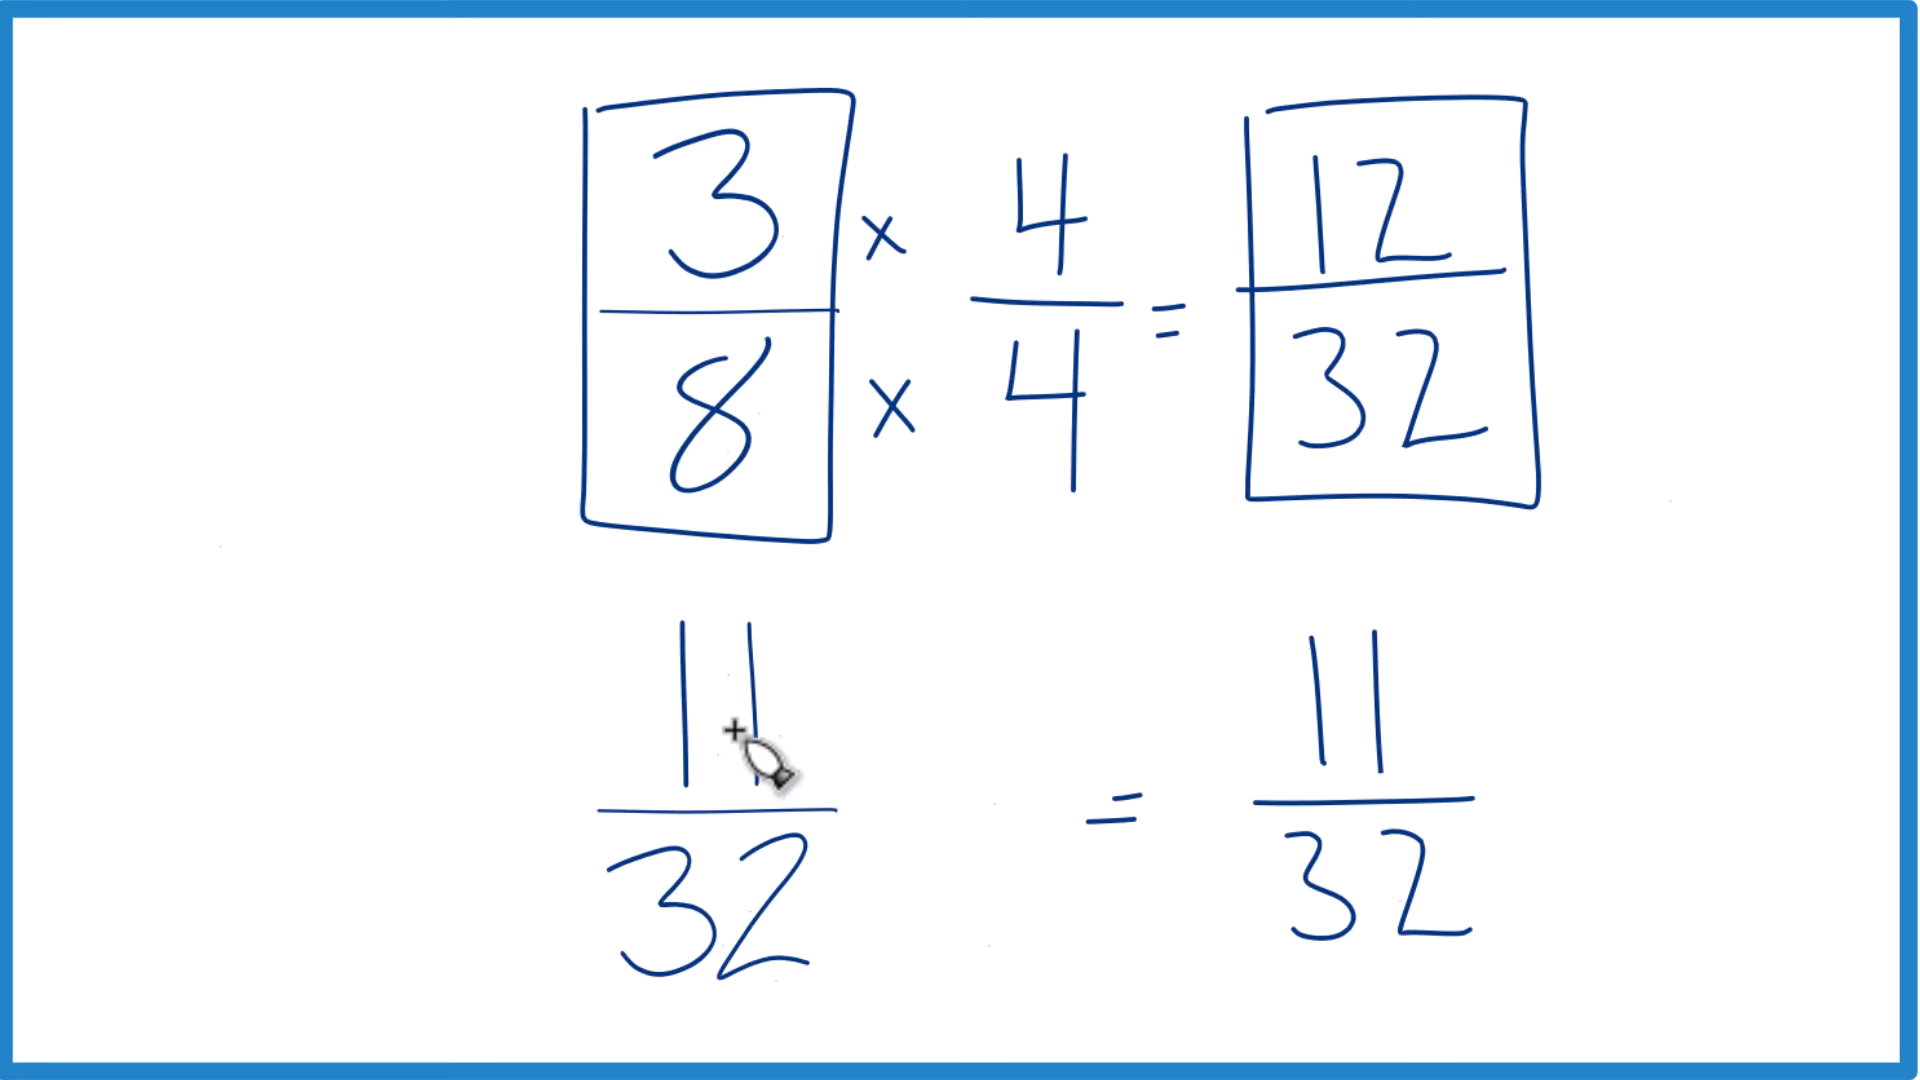 3/8 × 4/4 = 12/32
11/32 = 11/32